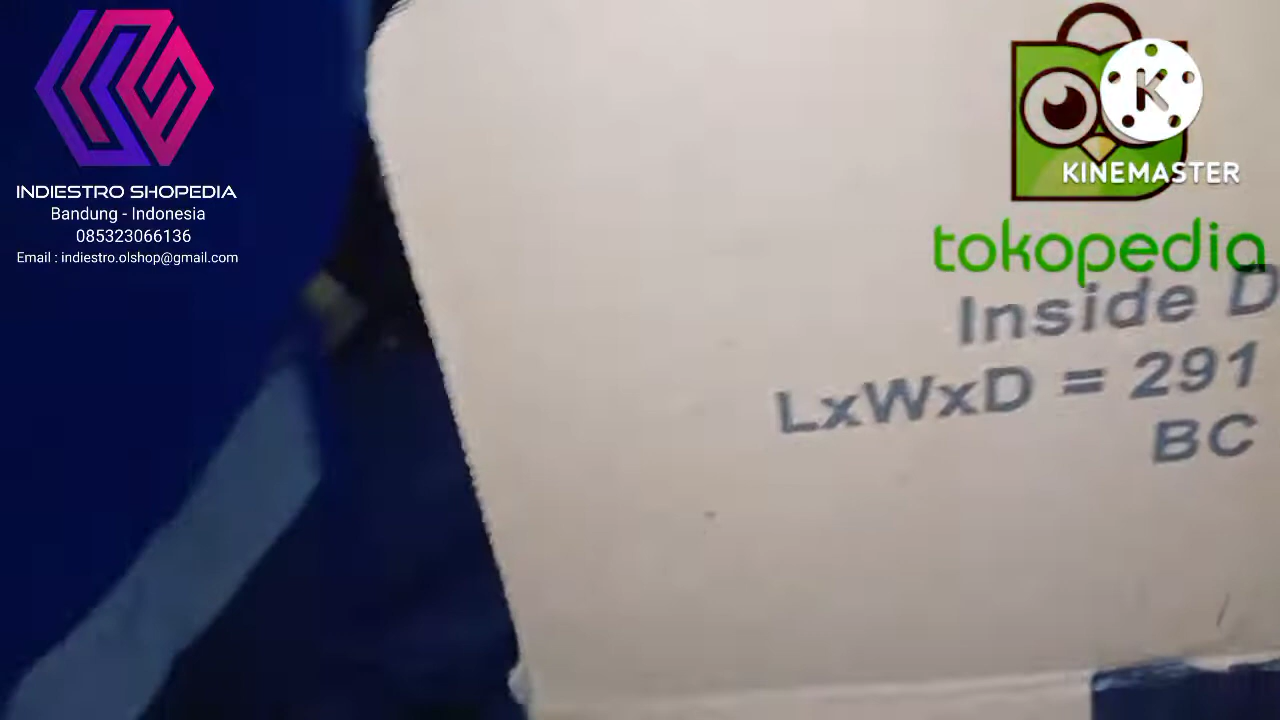 INDIESTRO SHOPEDIA
Bandung - Indonesia
085323066136
Email : indiestro.olshop@gmail.com
K
KINEMASTER
tokopedia
Inside D
LxWxD = 291
BC